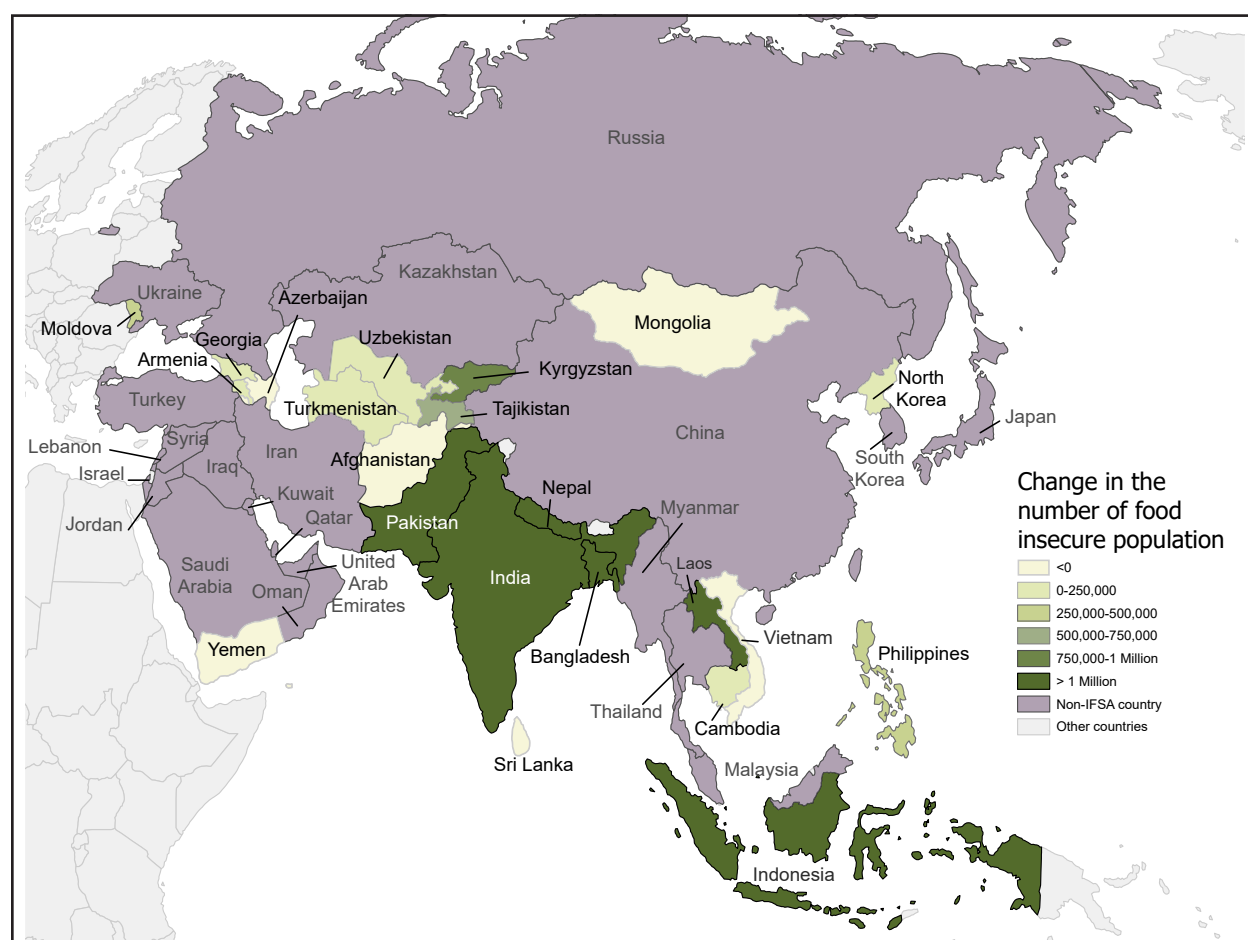 Russia
Kazakhstan
Ukraine
Azerbaijan
Moldova
Georgia
Uzbekistan
Mongolia
Armenia
Kyrgyzstan
North
Korea
Turkey
Turkmenistan
Tajikistan
Japan
China
Syria
Lebanon
Iran
Afghanistan
South
Korea
Israel
Iraq
Kuwait
Nepal
Myanmar
Jordan
Qatar
Pakistan
Saudi
Arabia
United
Arab
Emirates
Laos
India
Oman
Vietnam
Yemen
Bangladesh
Philippines
Thailand
Cambodia
Sri Lanka
Malaysia
Indonesia
Change in the
number of food
insecure population
<0
0-250,000
250,000-500,000
500,000-750,000
750,000-1 Million
> 1 Million
Non-IFSA country
Other countries